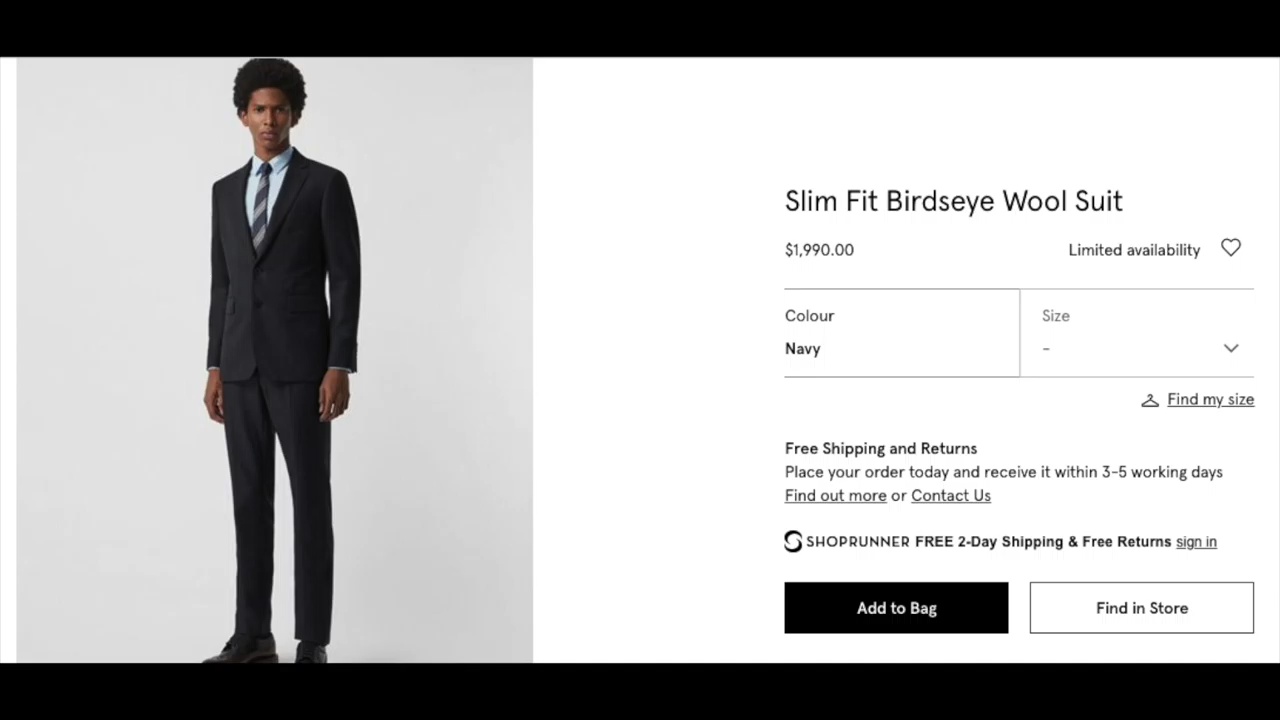 Slim Fit Birdseye Wool Suit
$1,990.00 Limited availability
Colour Size
Navy -
Find my size
Free Shipping and Returns
Place your order today and receive it within 3-5 working days
Find out more or Contact Us
SHOPRUNNER FREE 2-Day Shipping & Free Returns sign in
Add to Bag Find in Store